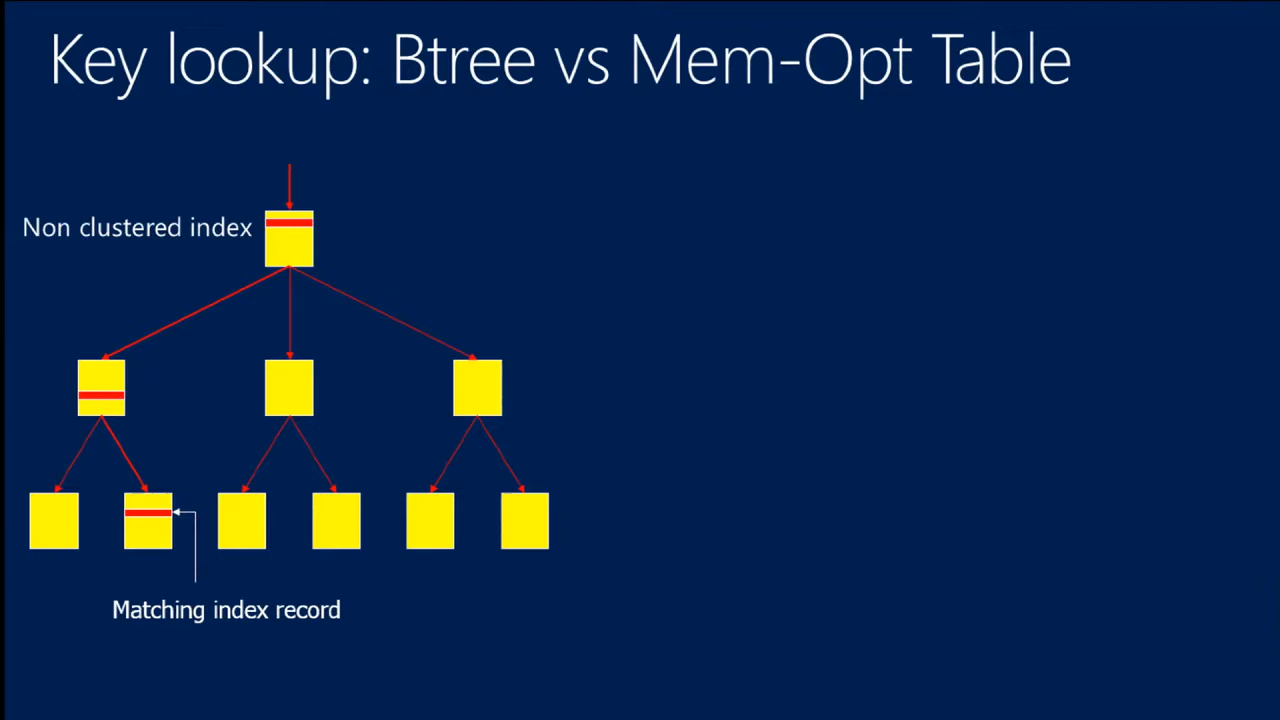 Key lookup: Btree vs Mem-Opt Table
Non clustered index
Matching index record